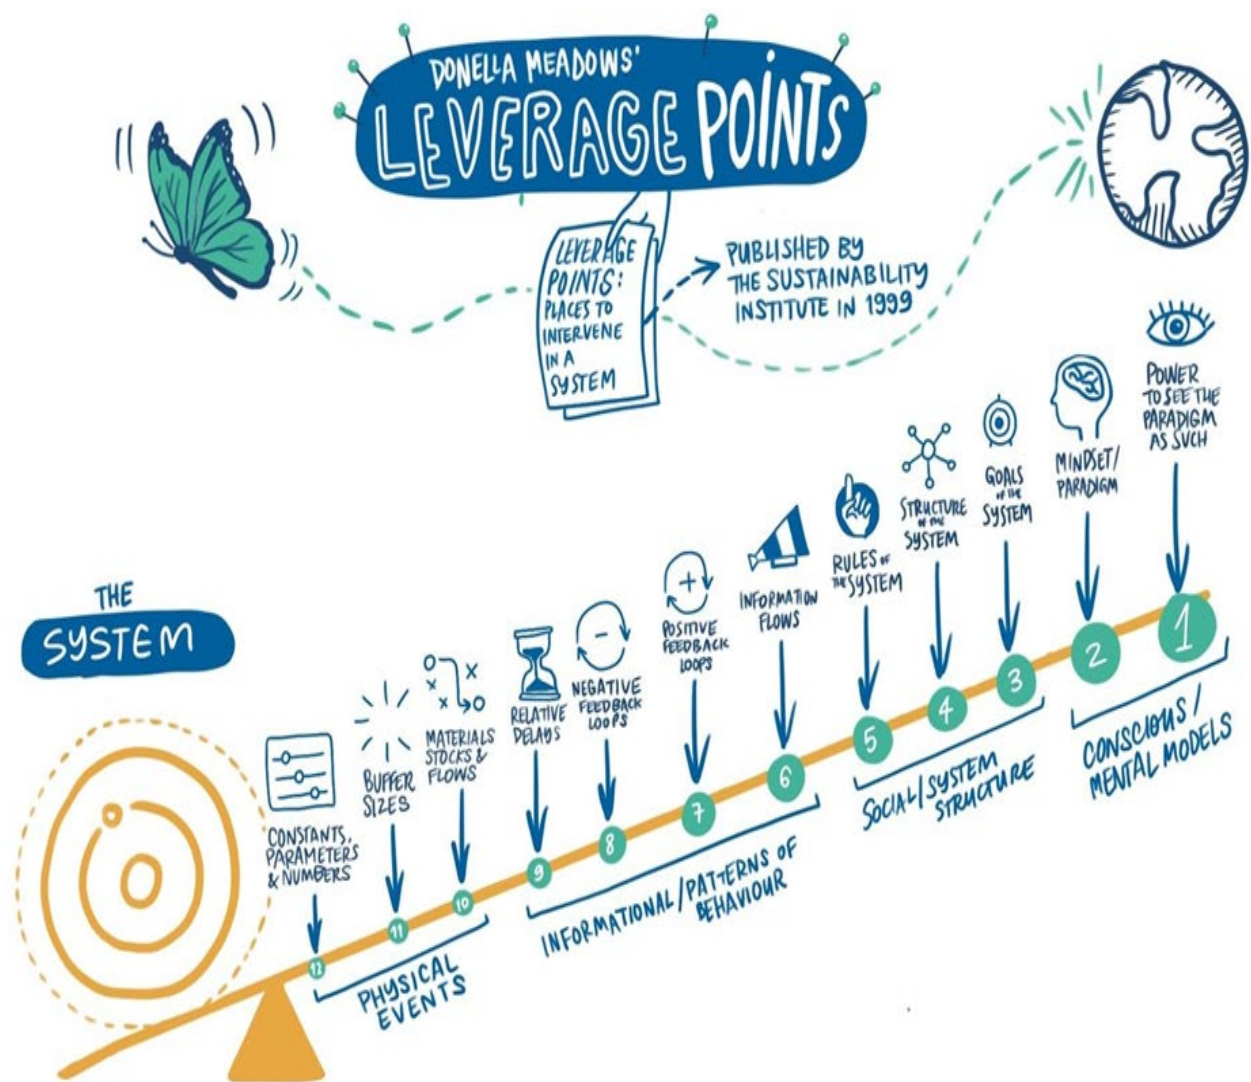 DONELLA MEADOWS'
LEVERAGE POINTS
LEVERAGE
POINTS:
PLACES TO
INTERVENE
IN A
SYSTEM
PUBLISHED BY
THE SUSTAINABILITY
INSTITUTE IN 1999
THE
SYSTEM
CONSTANTS,
PARAMETERS
& NUMBERS
12
BUFFER
SIZES
11
MATERIALS
STOCKS &
FLOWS
10
PHYSICAL
EVENTS
RELATIVE
DELAYS
9
NEGATIVE
FEEDBACK
LOOPS
8
POSITIVE
FEEDBACK
LOOPS
7
INFORMATION
FLOWS
6
INFORMATIONAL/PATTERNS OF
BEHAVIOUR
RULES OF
THE SYSTEM
5
STRUCTURE
OF THE
SYSTEM
4
GOALS
OF THE
SYSTEM
3
SOCIAL/SYSTEM
STRUCTURE
MINDSET/
PARADIGM
2
POWER
TO SEE THE
PARADIGM
AS SUCH
1
CONSCIOUS/
MENTAL MODELS